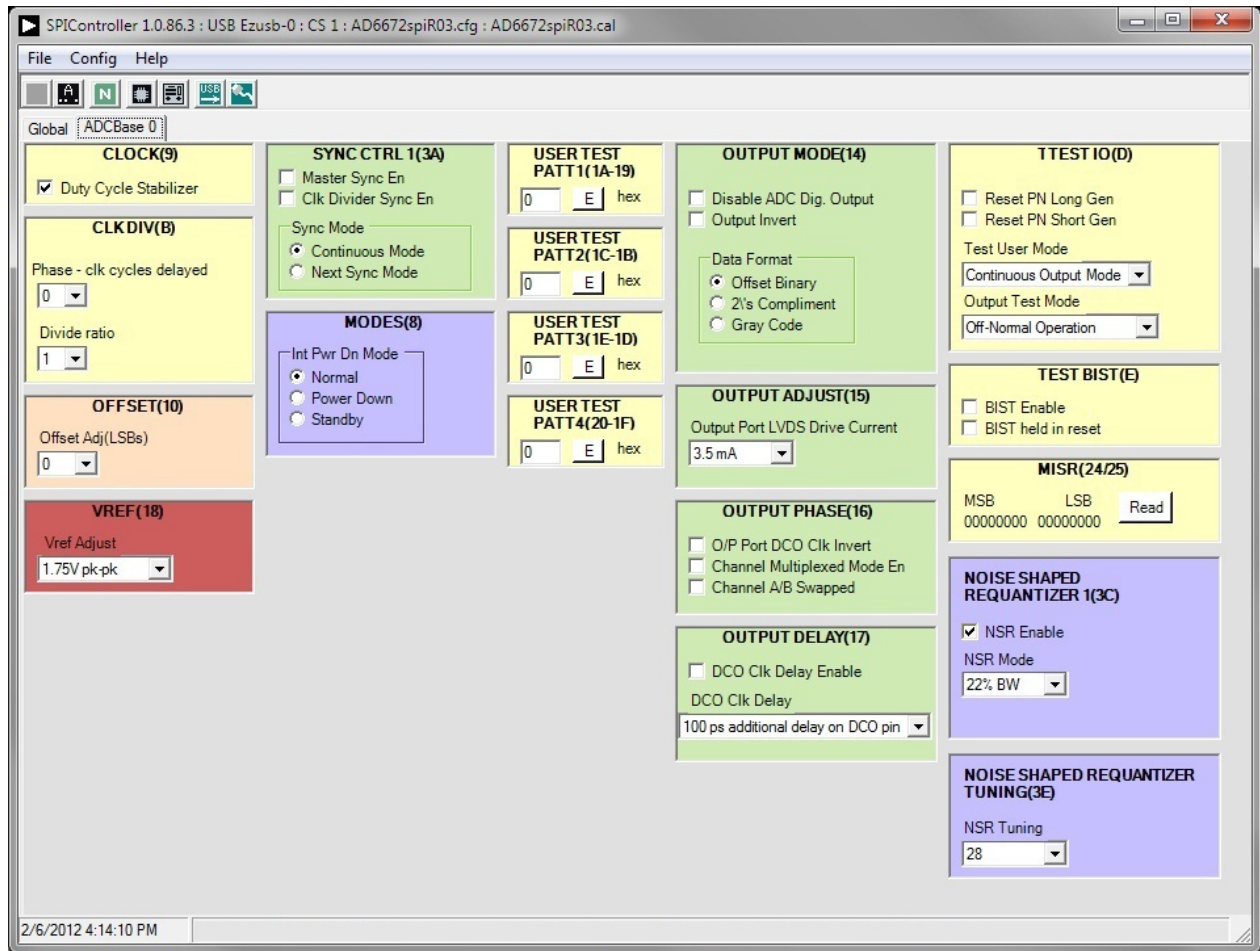 SPIController 1.0.86.3 : USB Ezusb-0 : CS 1 : AD6672spiR03.cfg : AD6672spiR03.cal
File Config Help
A N USB
Global ADCBase 0
CLOCK(9)
Duty Cycle Stabilizer
CLKDIV(B)
Phase - clk cycles delayed
0
Divide ratio
1
OFFSET(10)
Offset Adj(LSBs)
0
VREF(18)
Vref Adjust
1.75V pk-pk
SYNC CTRL 1(3A)
Master Sync En
Clk Divider Sync En
Sync Mode
Continuous Mode
Next Sync Mode
MODES(8)
Int Pwr Dn Mode
Normal
Power Down
Standby
USER TEST
PATT1(1A-19)
0 E hex
USER TEST
PATT2(1C-1B)
0 E hex
USER TEST
PATT3(1E-1D)
0 E hex
USER TEST
PATT4(20-1F)
0 E hex
OUTPUT MODE(14)
Disable ADC Dig. Output
Output Invert
Data Format
Offset Binary
2\'s Compliment
Gray Code
OUTPUT ADJUST(15)
Output Port LVDS Drive Current
3.5 mA
OUTPUT PHASE(16)
O/P Port DCO Clk Invert
Channel Multiplexed Mode En
Channel A/B Swapped
OUTPUT DELAY(17)
DCO Clk Delay Enable
DCO Clk Delay
100 ps additional delay on DCO pin
TTEST IO(D)
Reset PN Long Gen
Reset PN Short Gen
Test User Mode
Continuous Output Mode
Output Test Mode
Off-Normal Operation
TEST BIST(E)
BIST Enable
BIST held in reset
MISR(24/25)
MSB LSB
00000000 00000000 Read
NOISE SHAPED
REQUANTIZER 1(3C)
NSR Enable
NSR Mode
22% BW
NOISE SHAPED REQUANTIZER
TUNING(3E)
NSR Tuning
28
2/6/2012 4:14:10 PM